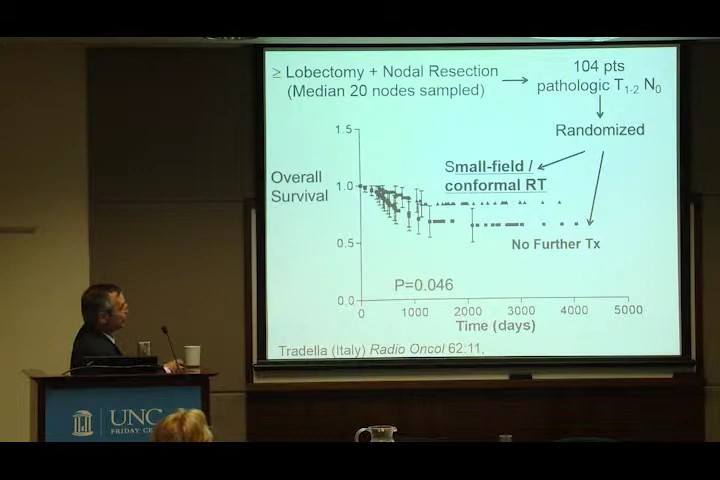 ≥ Lobectomy + Nodal Resection
(Median 20 nodes sampled)
104 pts
pathologic T1-2 N0
Randomized
Small-field /
conformal RT
No Further Tx
Overall
Survival
1.5
1.0
0.5
0.0
P=0.046
0
1000
2000
3000
4000
5000
Time (days)
Tradella (Italy) Radio Oncol 62:11,
UNC
FRIDAY CE